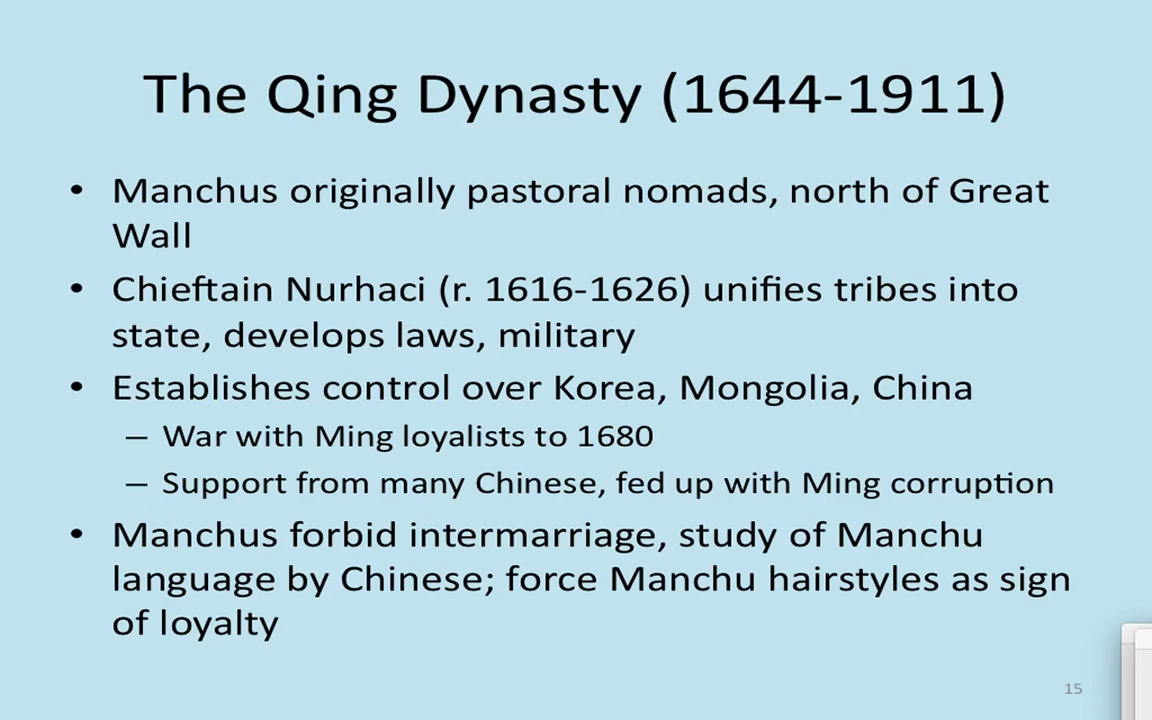 The Qing Dynasty (1644-1911)
• Manchus originally pastoral nomads, north of Great
Wall
• Chieftain Nurhaci (r. 1616-1626) unifies tribes into
state, develops laws, military
• Establishes control over Korea, Mongolia, China
– War with Ming loyalists to 1680
– Support from many Chinese, fed up with Ming corruption
• Manchus forbid intermarriage, study of Manchu
language by Chinese; force Manchu hairstyles as sign
of loyalty
15